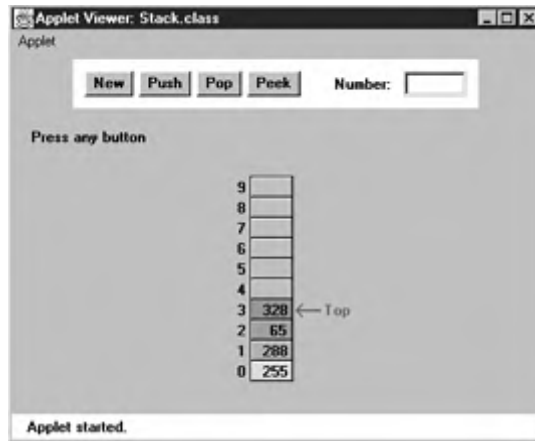 Applet Viewer: Stack.class
Applet
New Push Pop Peek Number:
Press any button
9
8
7
6
5
4
3 328 ←Top
2 65
1 288
0 255
Applet started.